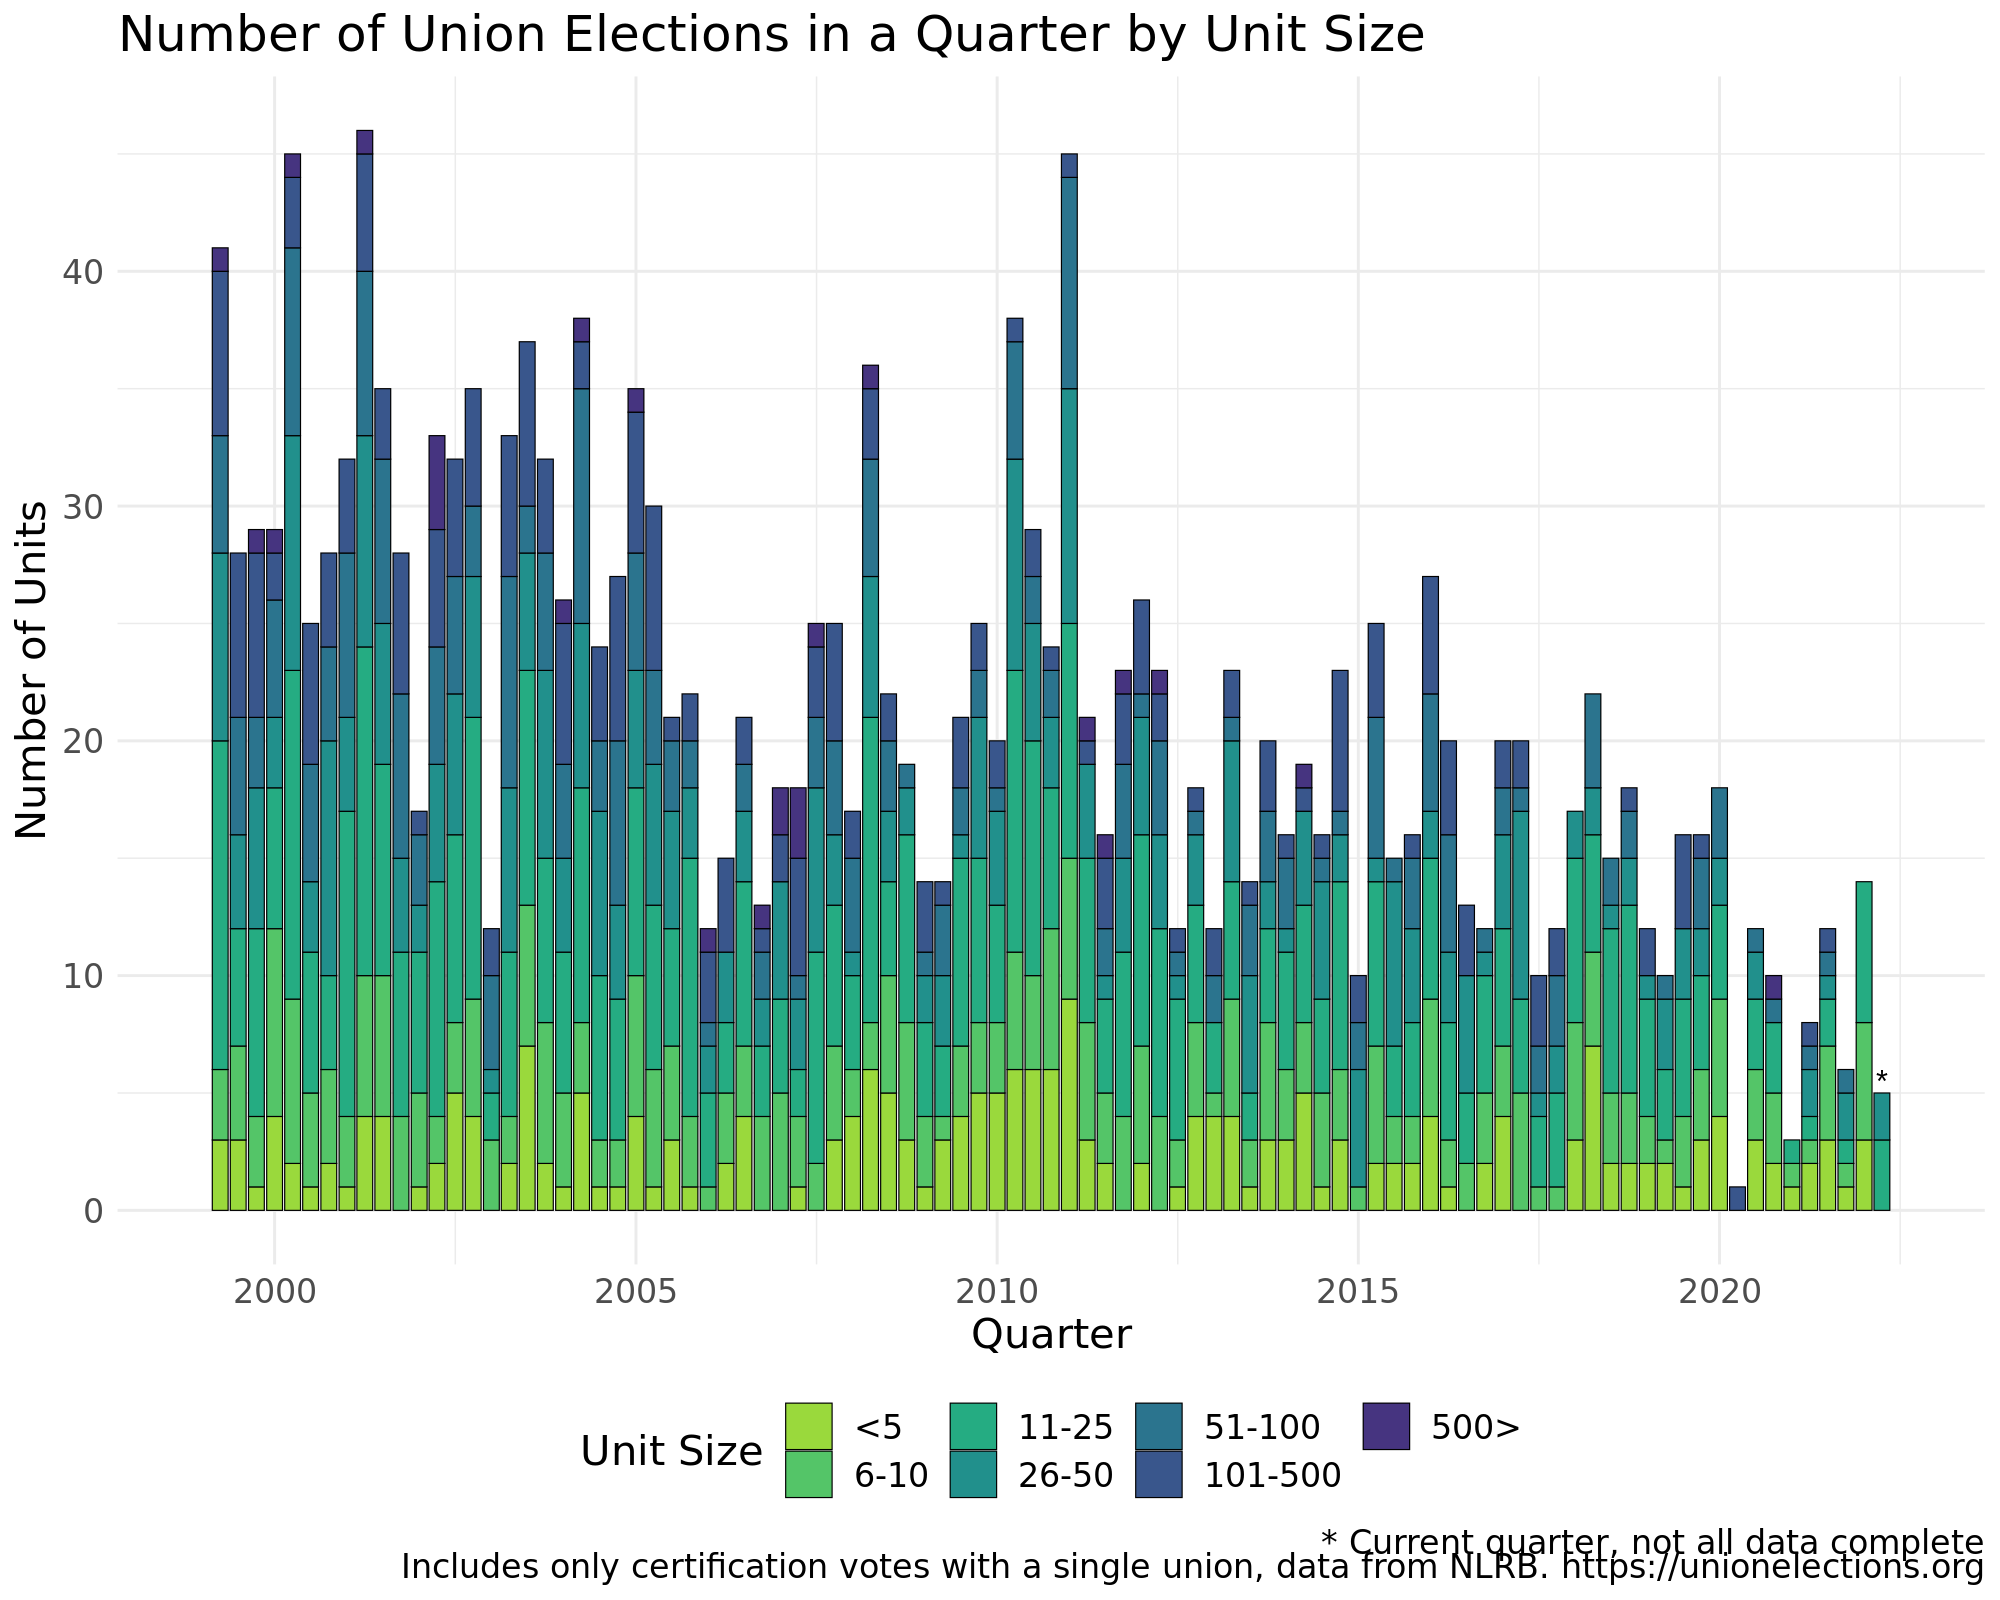 Number of Union Elections in a Quarter by Unit Size
Number of Units
40
30
20
10
0
*
2000 2005 2010 2015 2020
Quarter
Unit Size
<5 11-25 51-100 500>
6-10 26-50 101-500
* Current quarter, not all data complete
Includes only certification votes with a single union, data from NLRB. https://unionelections.org